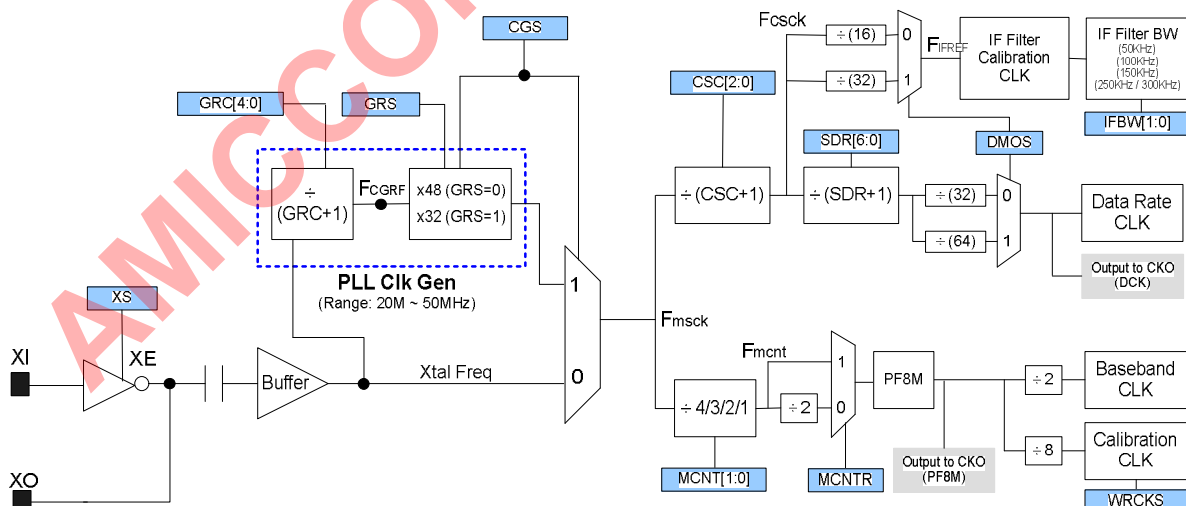 AMICCOM
CGS
GRC[4:0]
GRS
÷
(GRC+1)
FCGRF
x48 (GRS=0)
x32 (GRS=1)
PLL Clk Gen
(Range: 20M ~ 50MHz)
XS
XI
XE
XO
Buffer
Xtal Freq
1
0
Fmsck
Fcsck
÷(16)
÷(32)
0
1
FIFREF
IF Filter
Calibration
CLK
IF Filter BW
(50KHz)
(100KHz)
(150KHz)
(250KHz / 300KHz)
IFBW[1:0]
CSC[2:0]
÷(CSC+1)
SDR[6:0]
÷(SDR+1)
DMOS
÷(32)
÷(64)
0
1
Data Rate
CLK
Output to CKO
(DCK)
Fmcnt
÷ 4/3/2/1
÷2
1
0
MCNT[1:0]
MCNTR
PF8M
Output to CKO
(PF8M)
÷2
÷8
Baseband
CLK
Calibration
CLK
WRCKS